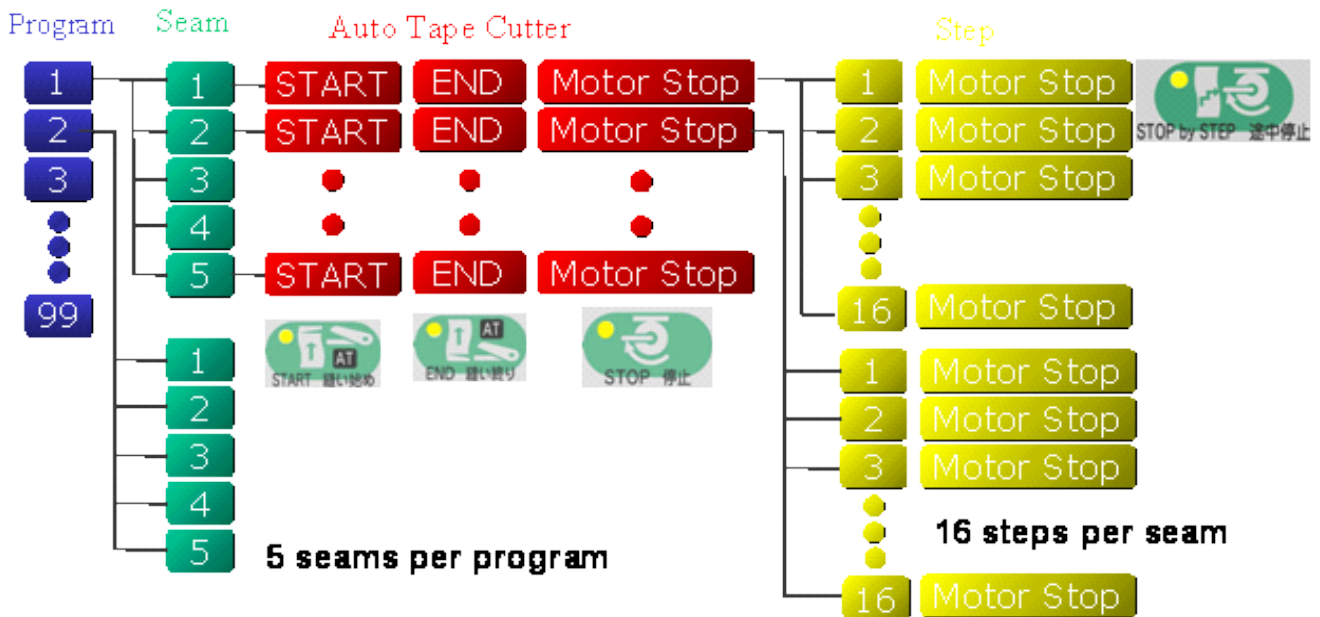 Program Seam Auto Tape Cutter Step
1 1 START END Motor Stop 1 Motor Stop
2 2 START END Motor Stop 2 Motor Stop
STOP by STEP 途中停止
3 3 3 Motor Stop
4
5 START END Motor Stop
99 16 Motor Stop
AT
START 縫い始め
AT
END 縫い終り
STOP 停止
1 1 Motor Stop
2 2 Motor Stop
3 3 Motor Stop
4
5
5 seams per program
16 steps per seam
16 Motor Stop